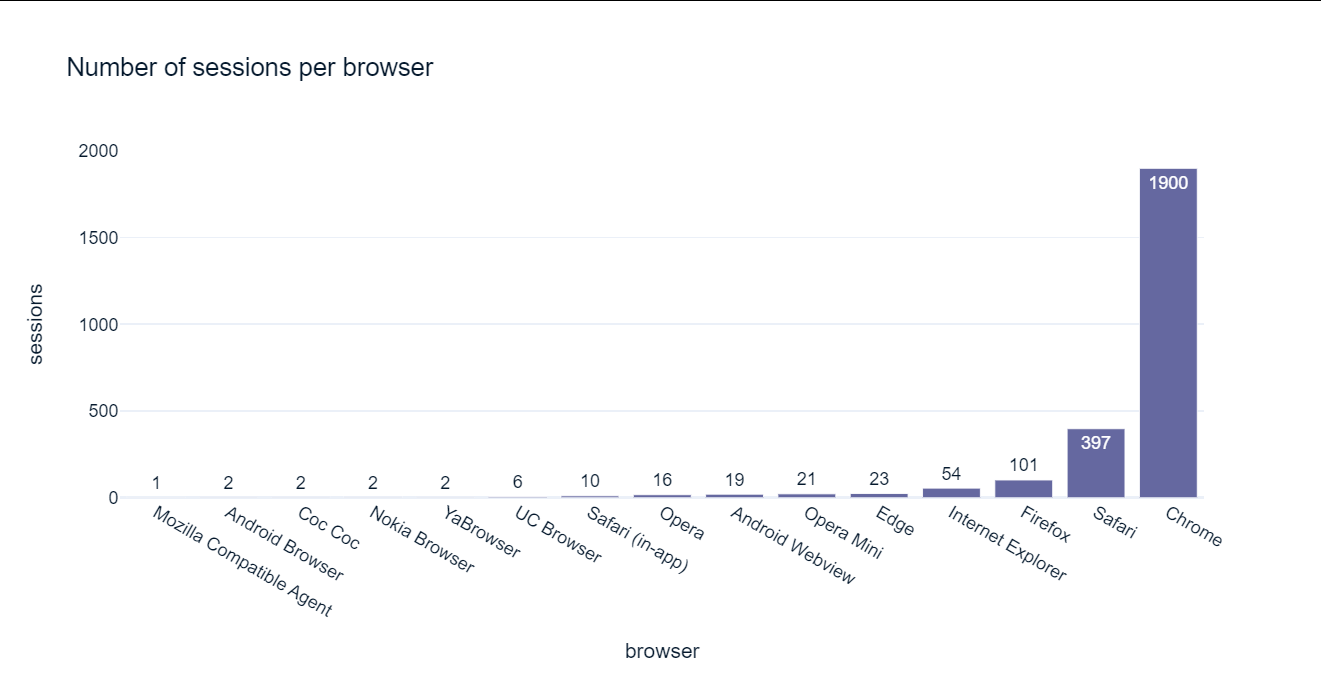 Number of sessions per browser
2000
1500
1000
500
0
sessions
1
2
2
2
2
6
10
16
19
21
23
54
101
397
1900
Mozilla Compatible Agent
Android Browser
Coc Coc
Nokia Browser
YaBrowser
UC Browser
Safari (in-app)
Opera
Android Webview
Opera Mini
Edge
Internet Explorer
Firefox
Safari
Chrome
browser